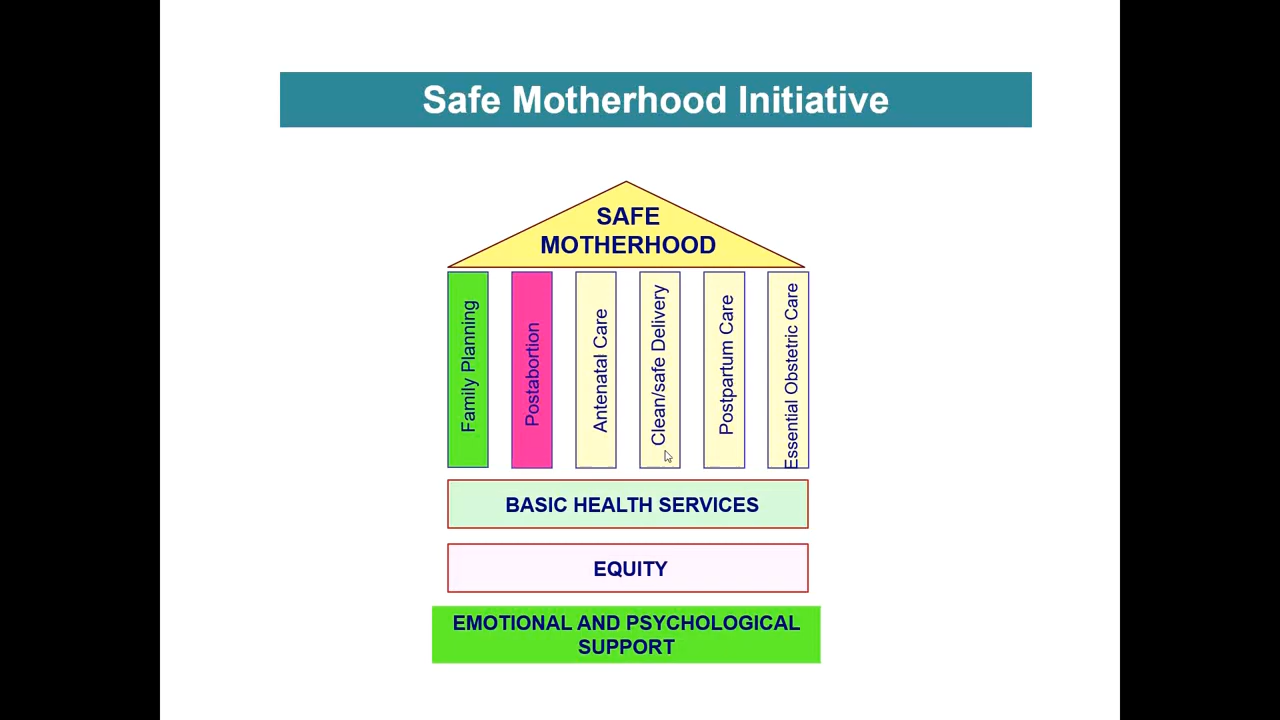 Safe Motherhood Initiative
SAFE
MOTHERHOOD
Family Planning
Postabortion
Antenatal Care
Clean/safe Delivery
Postpartum Care
Essential Obstetric Care
BASIC HEALTH SERVICES
EQUITY
EMOTIONAL AND PSYCHOLOGICAL
SUPPORT